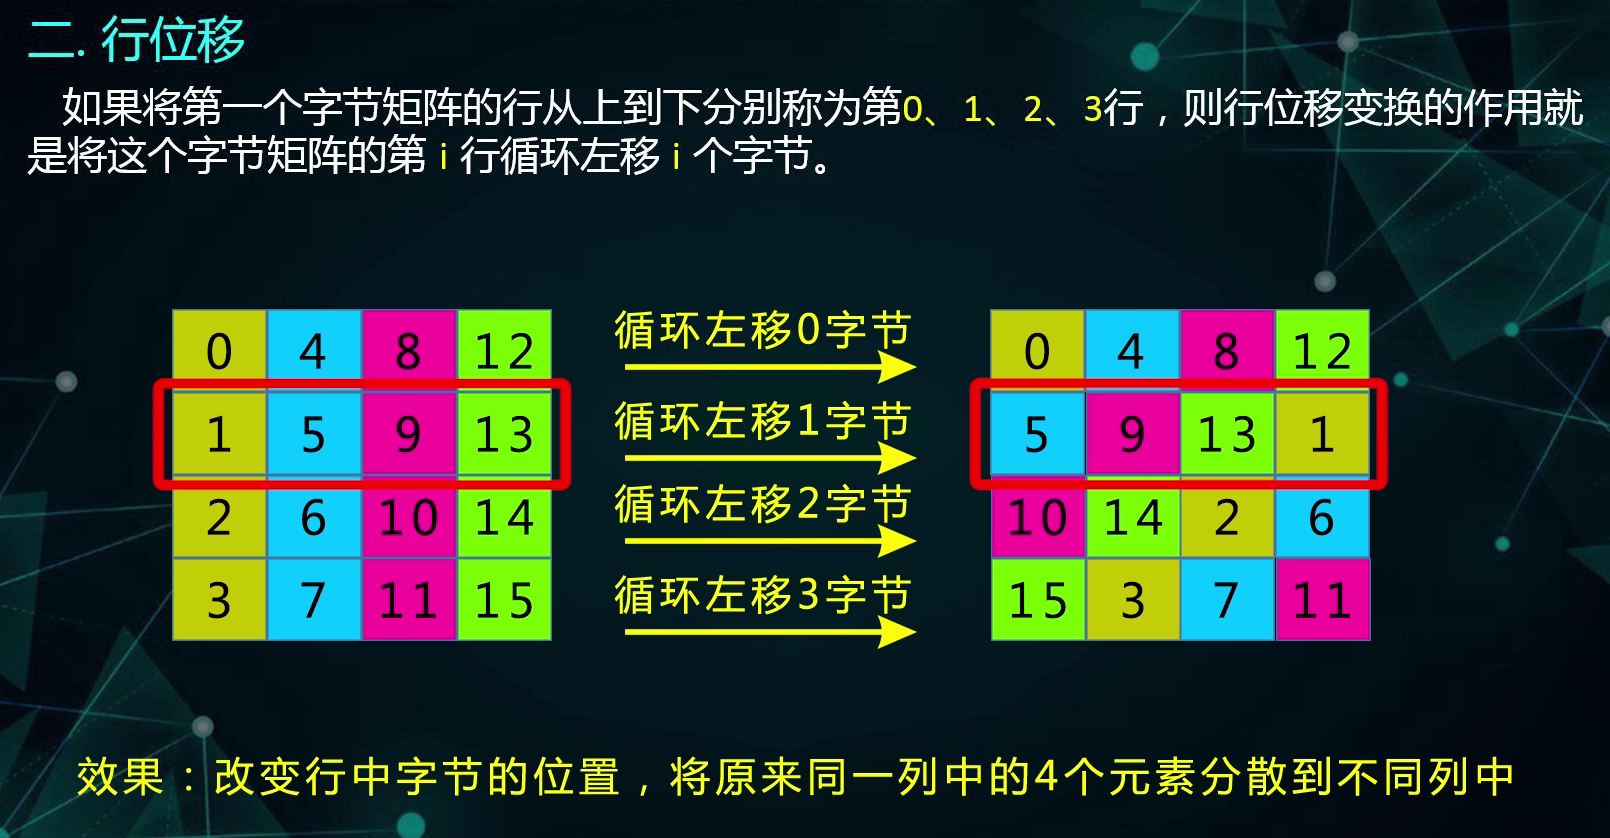 二. 行位移
如果将第一个字节矩阵的行从上到下分别称为第0、1、2、3行，则行位移变换的作用就
是将这个字节矩阵的第 i 行循环左移 i 个字节。
0 4 8 12 循环左移0字节 0 4 8 12
1 5 9 13 循环左移1字节 5 9 13 1
2 6 10 14 循环左移2字节 10 14 2 6
3 7 11 15 循环左移3字节 15 3 7 11
效果：改变行中字节的位置，将原来同一列中的4个元素分散到不同列中